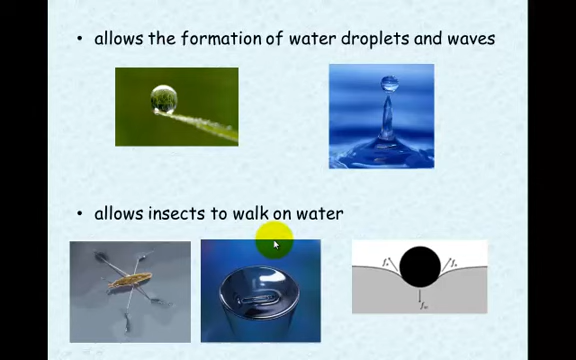 • allows the formation of water droplets and waves
• allows insects to walk on water